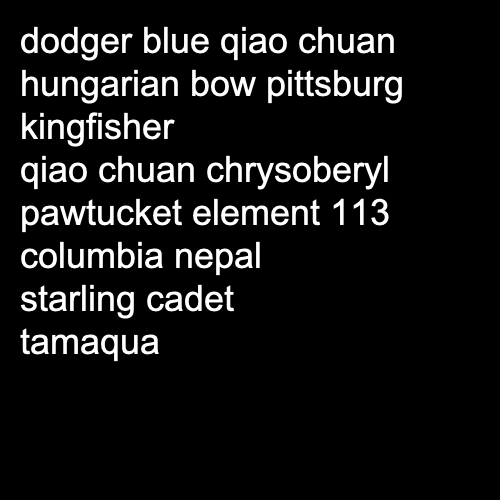 dodger blue qiao chuan
hungarian bow pittsburg
kingfisher
qiao chuan chrysoberyl
pawtucket element 113
columbia nepal
starling cadet
tamaqua